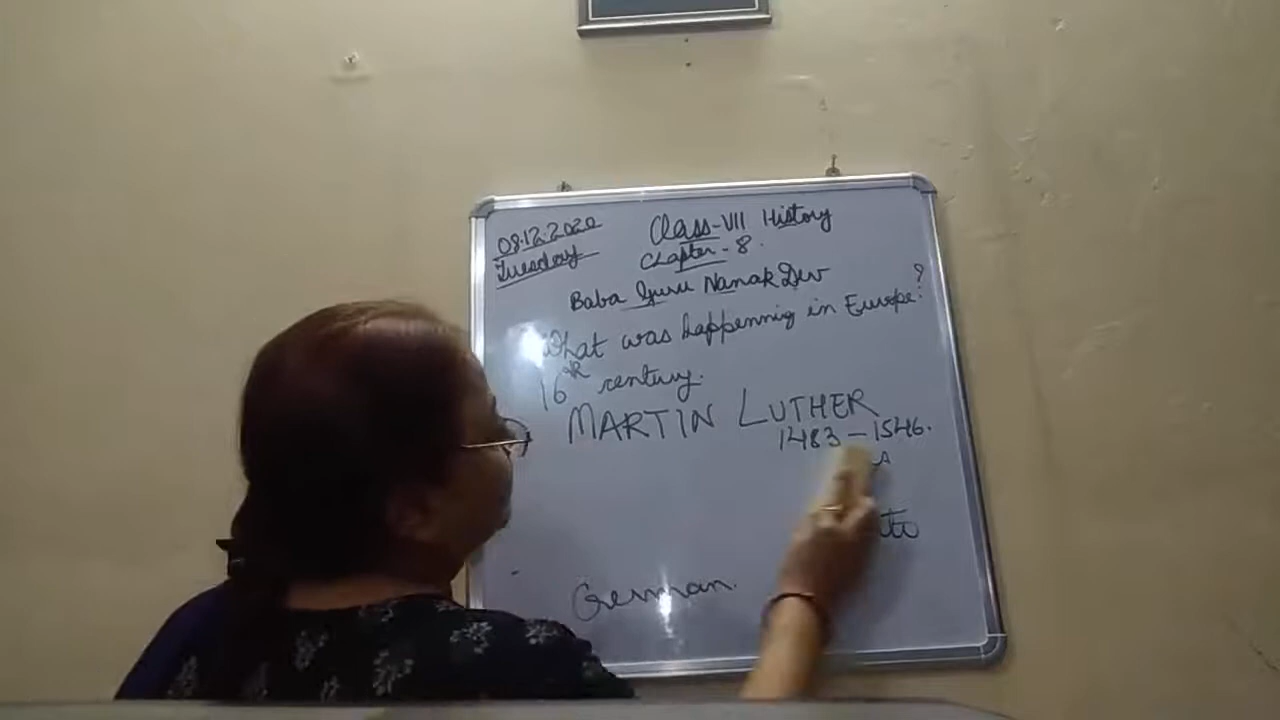 08.12.2020
Tuesday
Class-VII History
Chapter-8.
Baba Guru Nanak Dev
What was happennig in Europe?
16th century.
MARTIN LUTHER
1483-1546.
German.